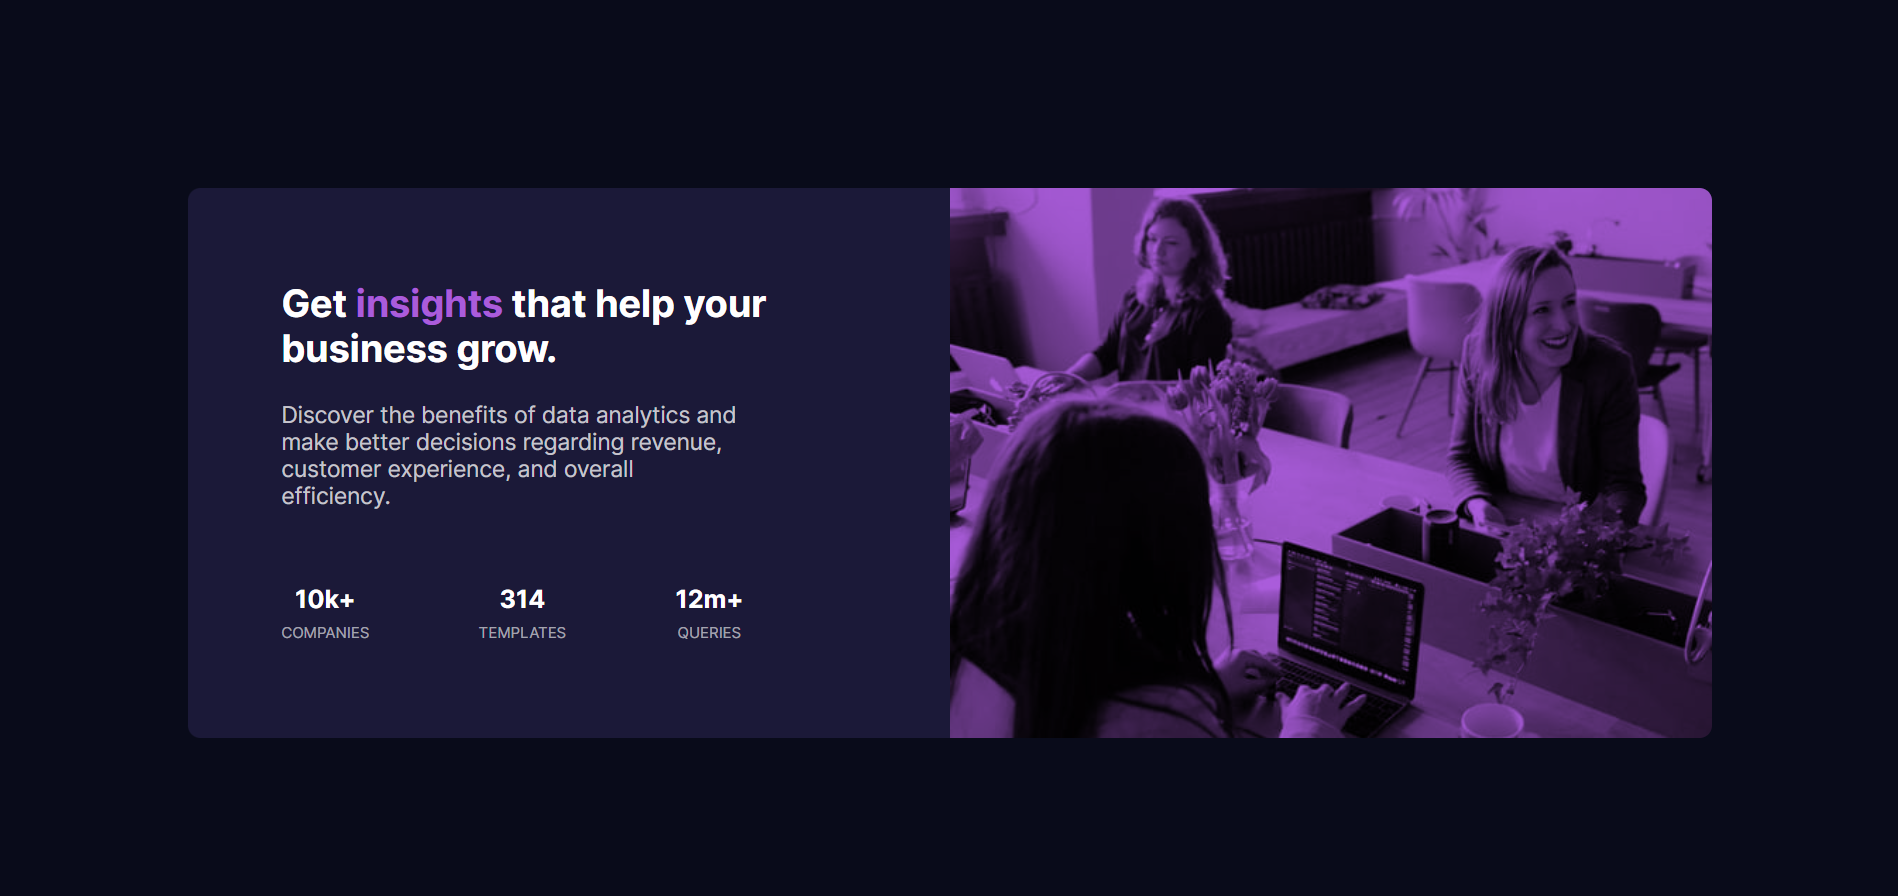 Get insights that help your
business grow.
Discover the benefits of data analytics and
make better decisions regarding revenue,
customer experience, and overall
efficiency.
10k+ 314 12m+
COMPANIES TEMPLATES QUERIES